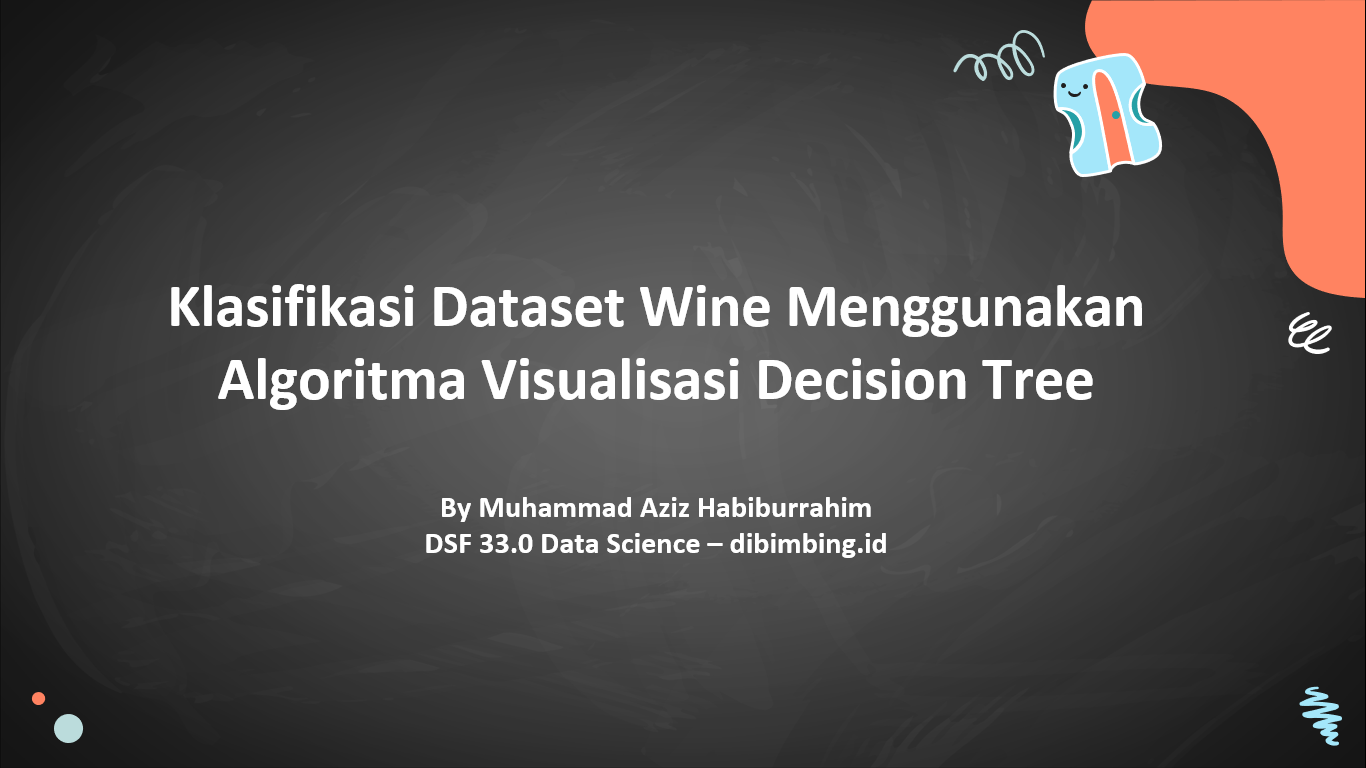 Klasifikasi Dataset Wine Menggunakan
Algoritma Visualisasi Decision Tree
By Muhammad Aziz Habiburrahim
DSF 33.0 Data Science – dibimbing.id